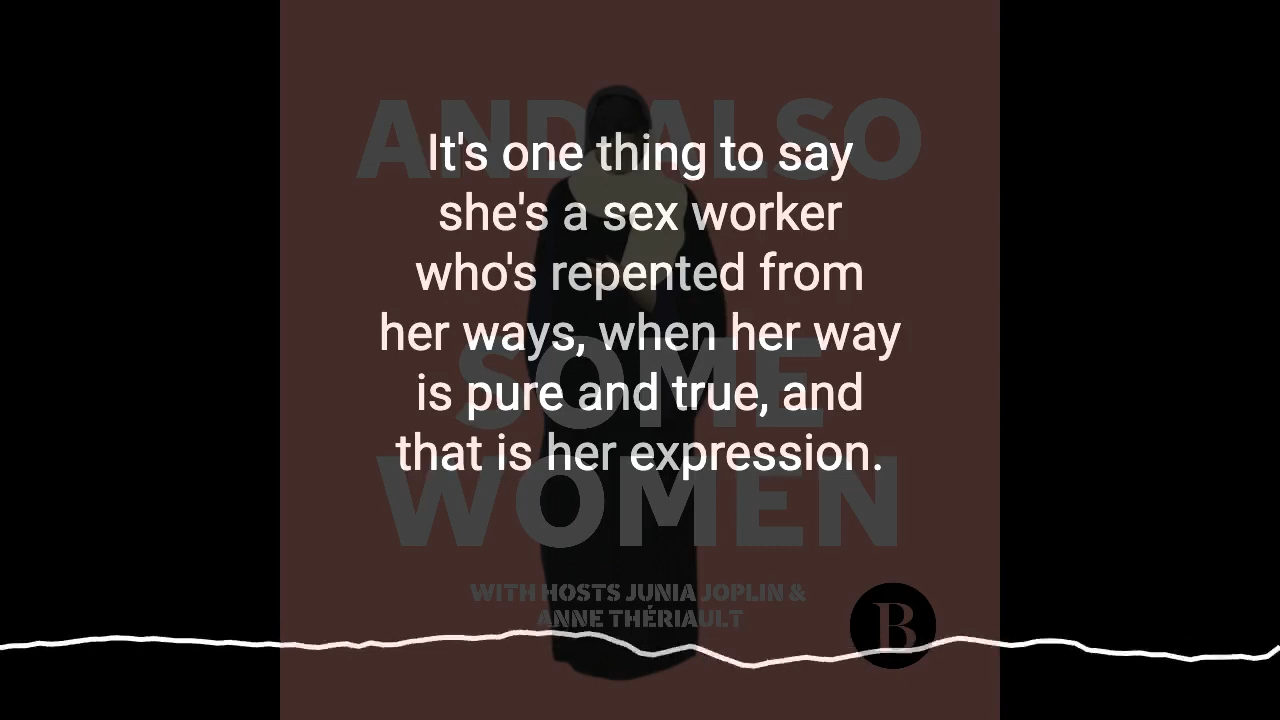 AND ALSO
It's one thing to say
she's a sex worker
who's repented from
her ways, when her way
is pure and true, and
that is her expression.
SOME
WOMEN
WITH HOSTS JUNIA JOPLIN &
ANNE THÉRIAULT
B